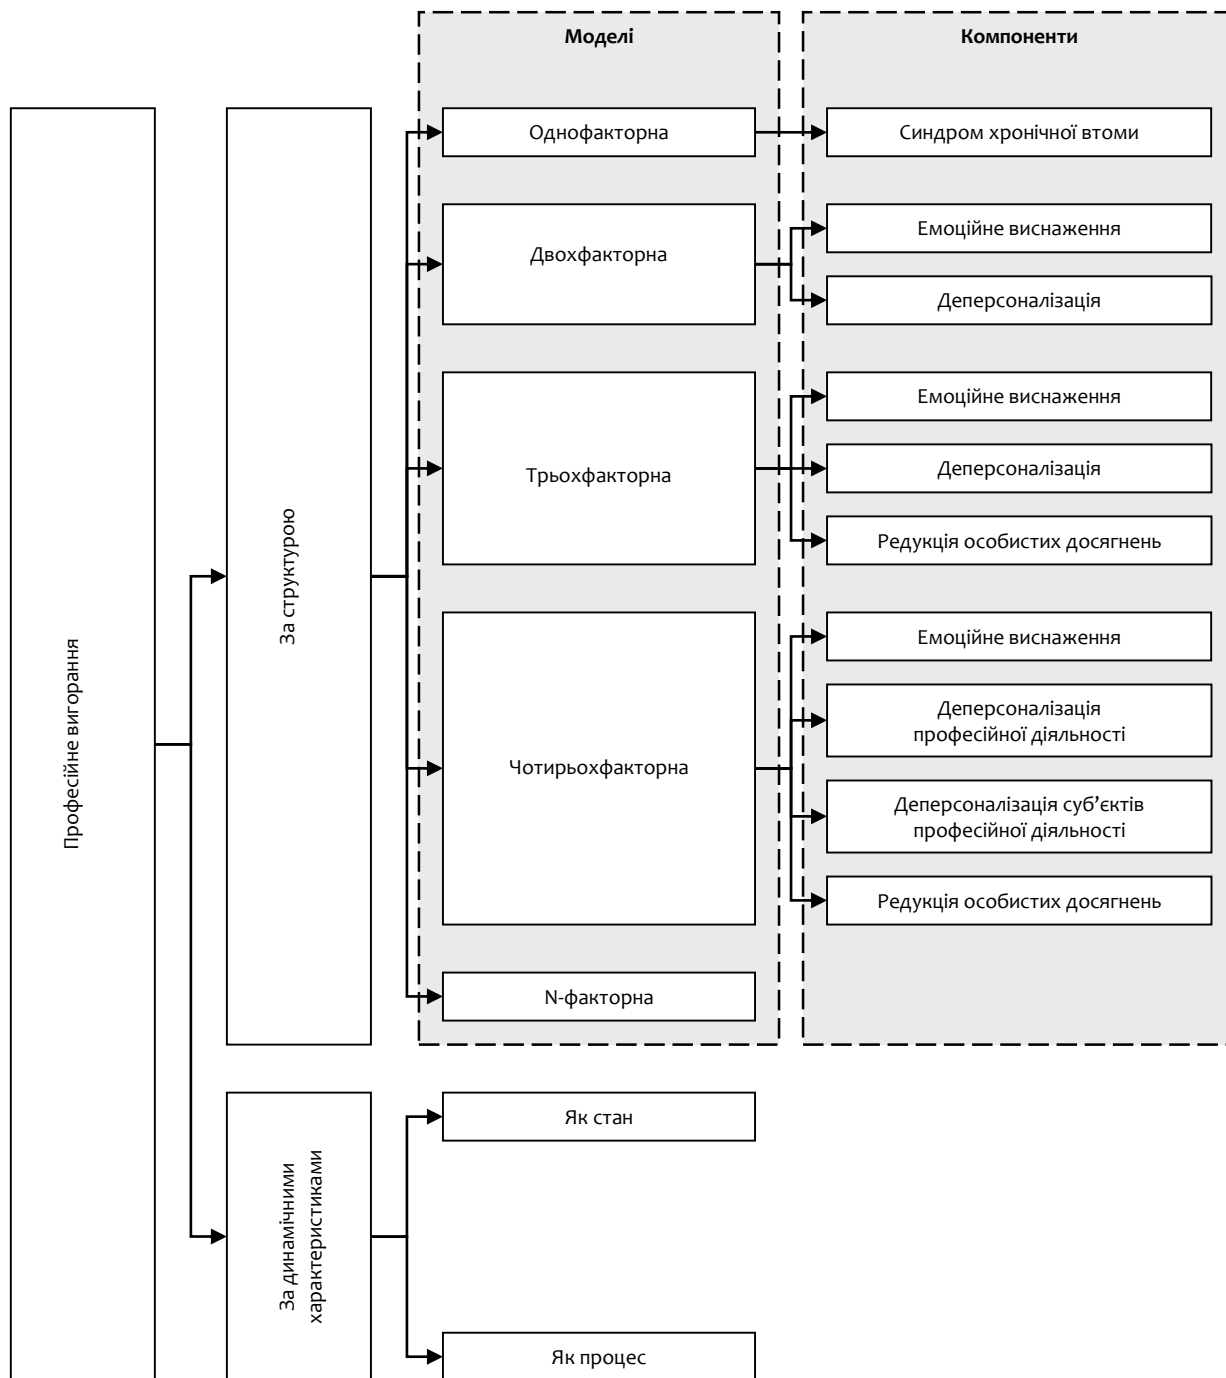 Моделі
Компоненти
Однофакторна
Синдром хронічної втоми
Двохфакторна
Емоційне виснаження
Деперсоналізація
Трьохфакторна
Емоційне виснаження
Деперсоналізація
Редукція особистих досягнень
Чотирьохфакторна
Емоційне виснаження
Деперсоналізація
професійної діяльності
Деперсоналізація суб’єктів
професійної діяльності
Редукція особистих досягнень
N-факторна
За структурою
Професійне вигорання
За динамічними
характеристиками
Як стан
Як процес